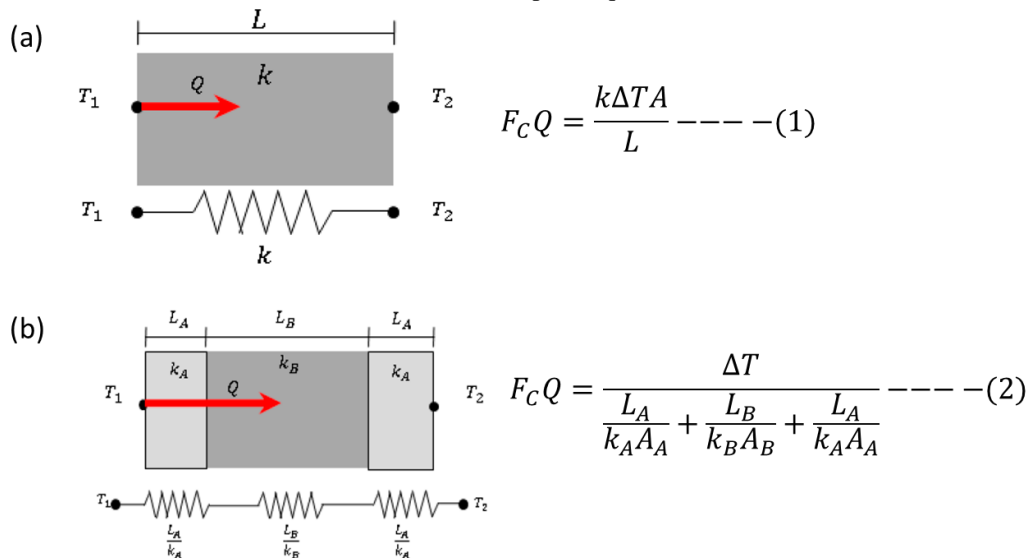 (a)
L
Q
k
T₁
T₂
F_C Q = kΔTA / L ----(1)
T₁
T₂
k
(b)
L_A L_B L_A
k_A k_B k_A
Q
T₁
T₂
F_C Q = ΔT / (L_A/(k_A A_A) + L_B/(k_B A_B) + L_A/(k_A A_A)) ----(2)
T₁ T₂
L_A/k_A L_B/k_B L_A/k_A